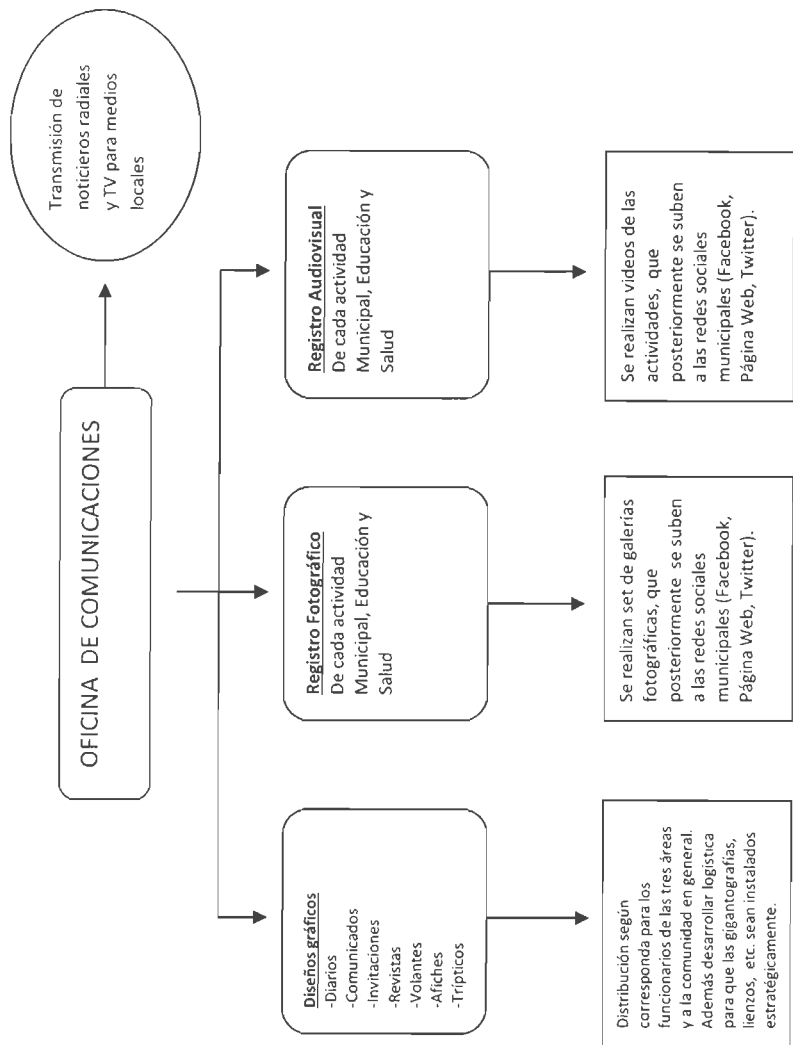 OFICINA DE COMUNICACIONES
Transmisión de
noticieros radiales
y TV para medios
locales
Diseños gráficos
-Diarios
-Comunicados
-Invitaciones
-Revistas
-Volantes
-Afiches
-Trípticos
Registro Fotográfico
De cada actividad
Municipal, Educación y
Salud
Registro Audiovisual
De cada actividad
Municipal, Educación y
Salud
Distribución según
corresponda para los
funcionarios de las tres áreas
y a la comunidad en general.
Además desarrollar logística
para que las gigantografías,
lienzos, etc. sean instalados
estratégicamente.
Se realizan set de galerías
fotográficas, que
posteriormente se suben
a las redes sociales
municipales (Facebook,
Página Web, Twitter).
Se realizan videos de las
actividades, que
posteriormente se suben
a las redes sociales
municipales (Facebook,
Página Web, Twitter).